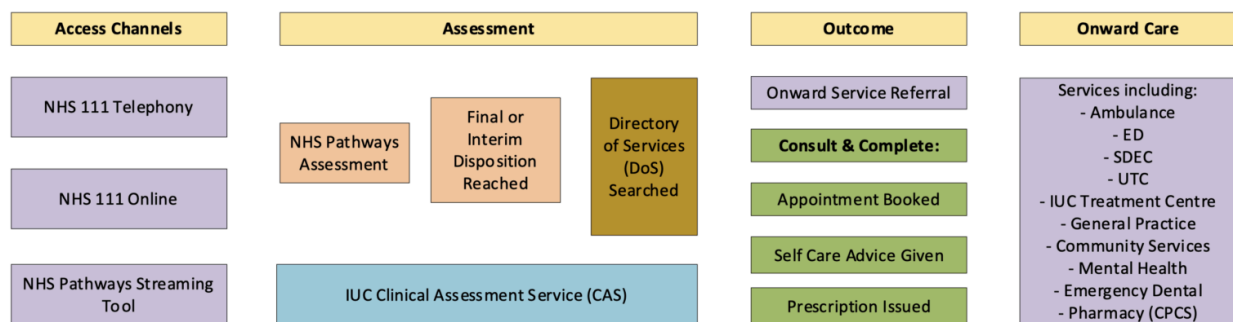 Access Channels
Assessment
Outcome
Onward Care
NHS 111 Telephony
NHS 111 Online
NHS Pathways Streaming
Tool
NHS Pathways
Assessment
Final or
Interim
Disposition
Reached
Directory
of Services
(DoS)
Searched
IUC Clinical Assessment Service (CAS)
Onward Service Referral
Consult & Complete:
Appointment Booked
Self Care Advice Given
Prescription Issued
Services including:
- Ambulance
- ED
- SDEC
- UTC
- IUC Treatment Centre
- General Practice
- Community Services
- Mental Health
- Emergency Dental
- Pharmacy (CPCS)